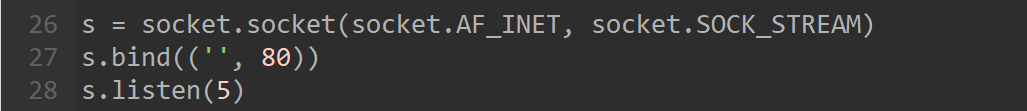 26 s = socket.socket(socket.AF_INET, socket.SOCK_STREAM)
27 s.bind(('', 80))
28 s.listen(5)